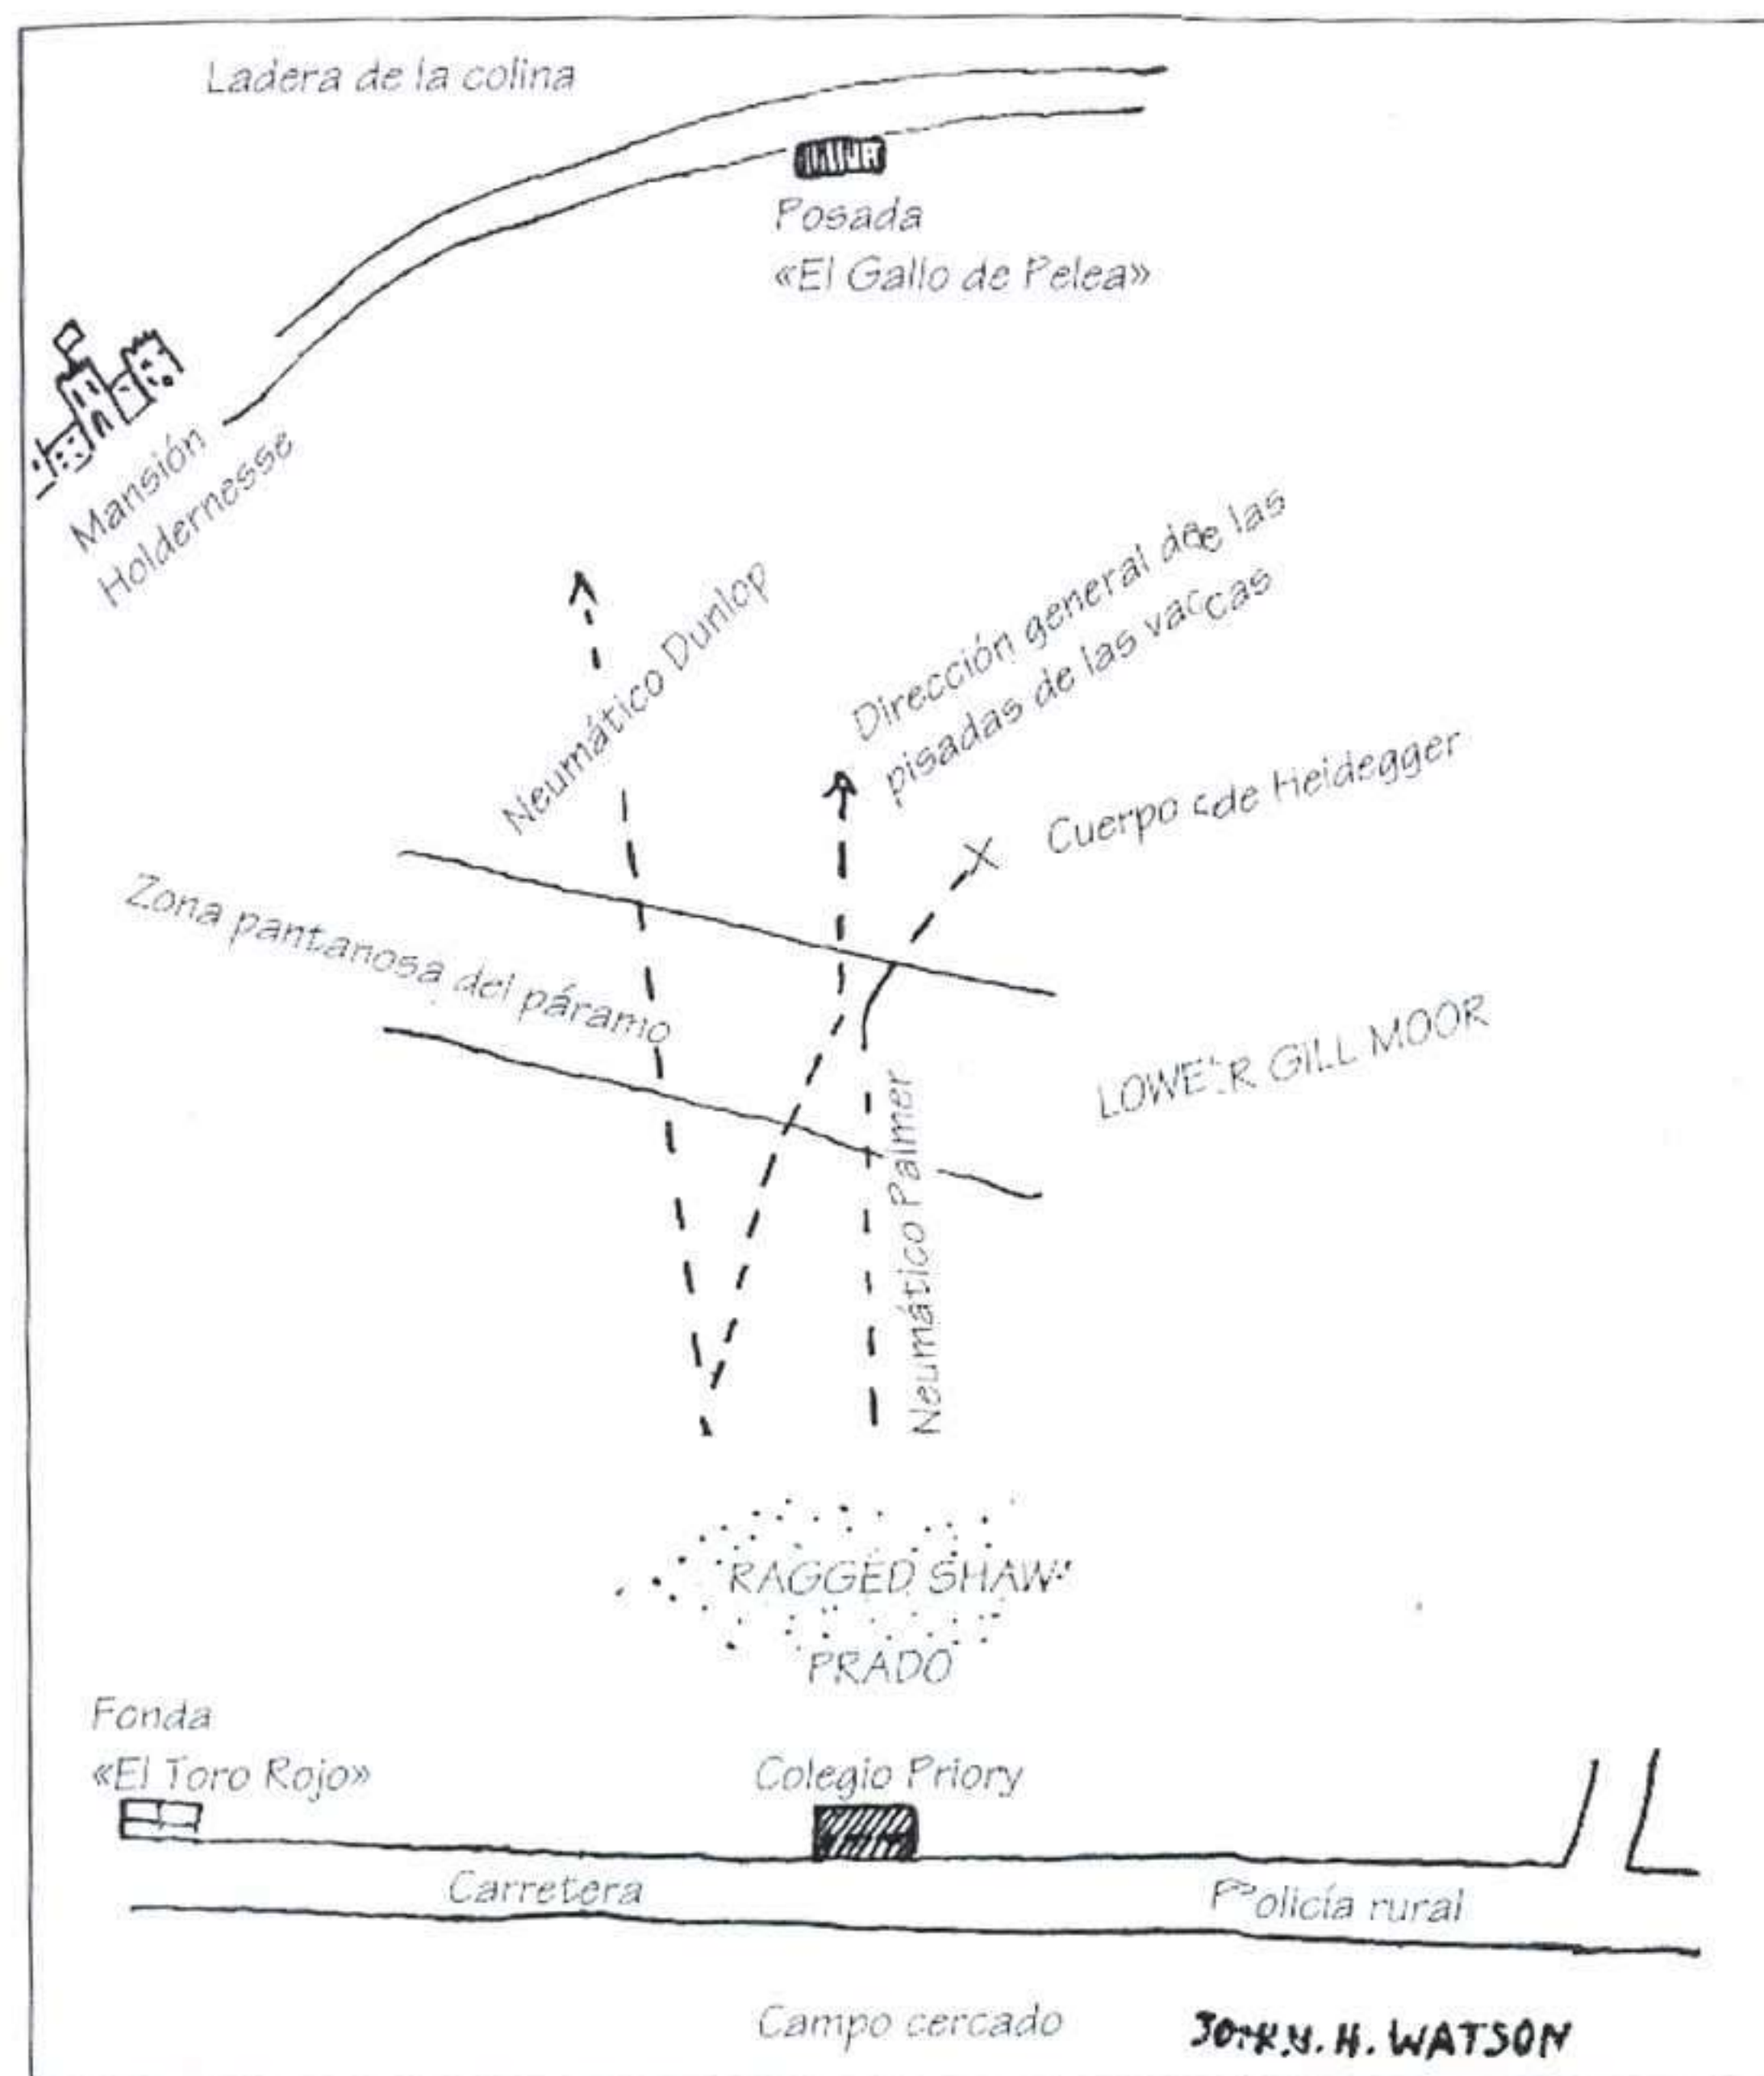 Ladera de la colina
Posada
«El Gallo de Pelea»
Mansión
Holdernesse
Neumático Dunlop
Dirección general de las
pisadas de las vacas
Cuerpo de Heidegger
Zona pantanosa del páramo
LOWER GILL MOOR
Neumático Palmer
RAGGED SHAW
PRADO
Fonda
«El Toro Rojo»
Colegio Priory
Carretera
Policía rural
Campo cercado
H. WATSON